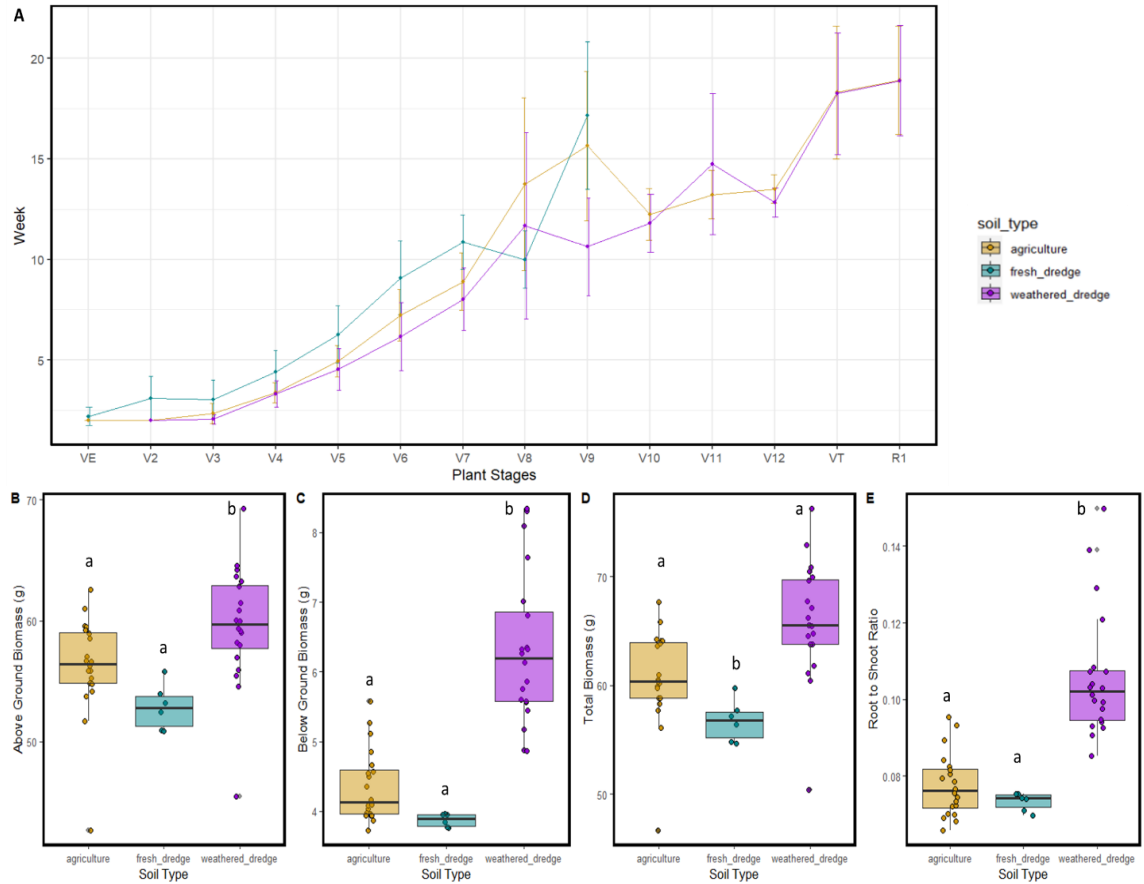 A
Week
20
15
10
5
VE V2 V3 V4 V5 V6 V7 V8 V9 V10 V11 V12 VT R1
Plant Stages
soil_type
agriculture
fresh_dredge
weathered_dredge
B
Above Ground Biomass (g)
70
60
50
a
a
b
agriculture fresh_dredge weathered_dredge
Soil Type
C
Below Ground Biomass (g)
8
7
6
5
4
a
a
b
agriculture fresh_dredge weathered_dredge
Soil Type
D
Total Biomass (g)
70
60
50
a
b
a
agriculture fresh_dredge weathered_dredge
Soil Type
E
Root to Shoot Ratio
0.14
0.12
0.10
0.08
a
a
b
agriculture fresh_dredge weathered_dredge
Soil Type